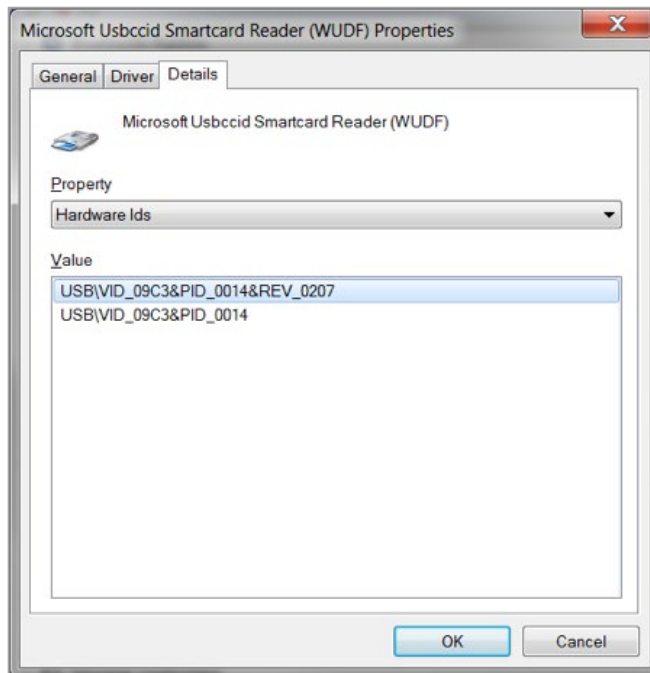 Microsoft Usbccid Smartcard Reader (WUDF) Properties
General Driver Details
Microsoft Usbccid Smartcard Reader (WUDF)
Property
Hardware Ids
Value
USB\VID_09C3&PID_0014&REV_0207
USB\VID_09C3&PID_0014
OK Cancel